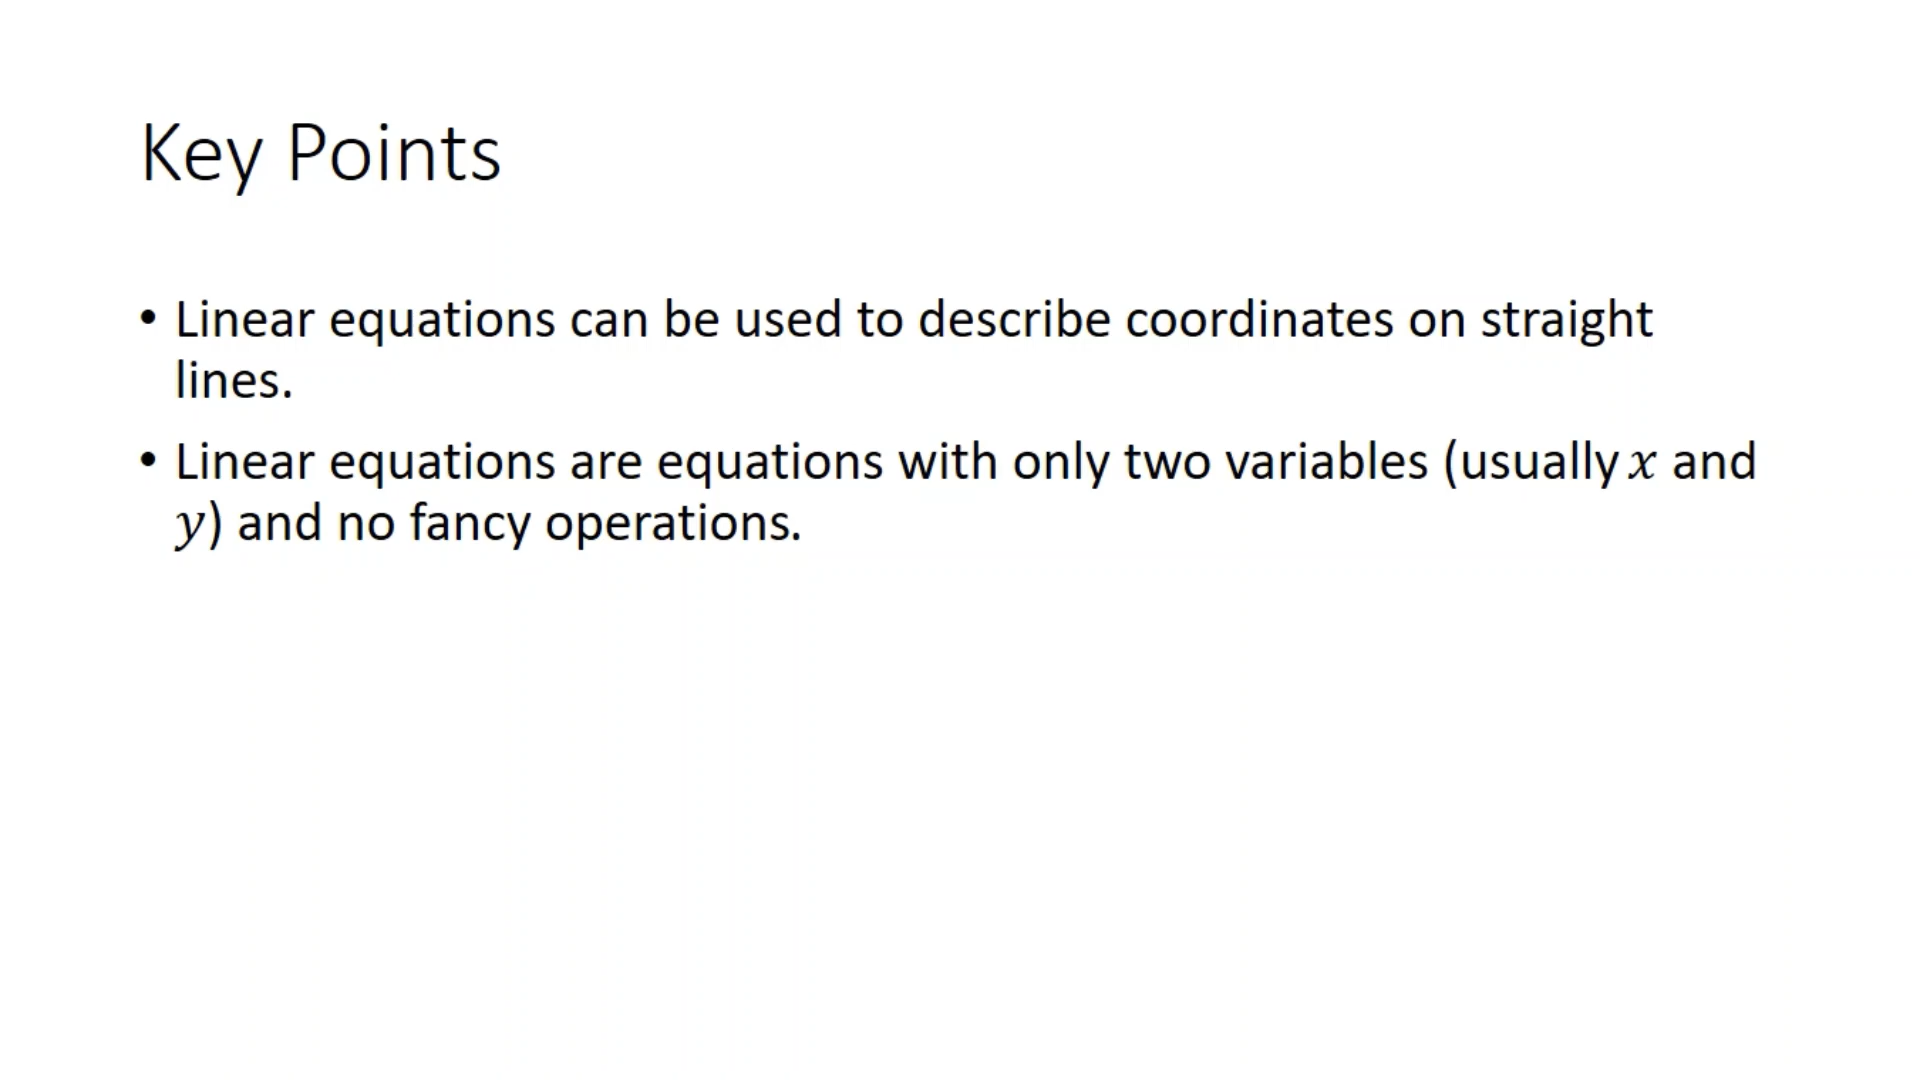 Key Points
• Linear equations can be used to describe coordinates on straight
lines.
• Linear equations are equations with only two variables (usually x and
y) and no fancy operations.